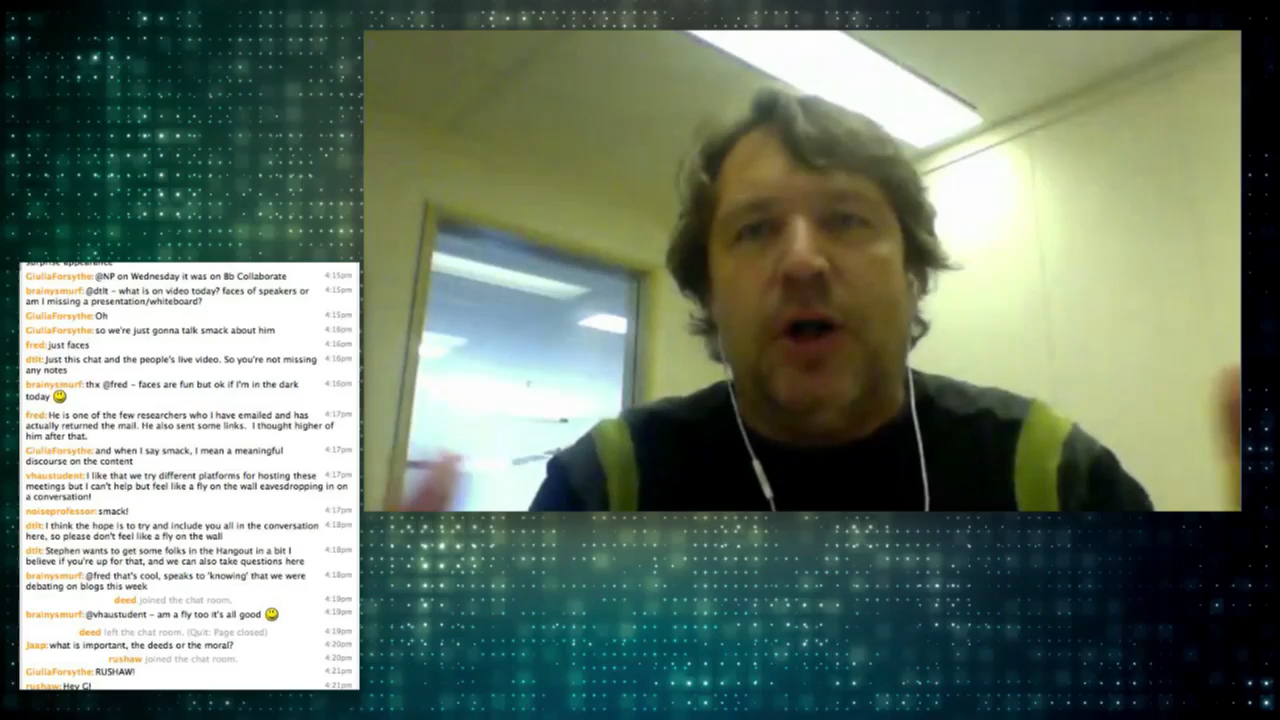 surprise appearance
GiuliaForsythe: @NP on Wednesday it was on Bb Collaborate 4:15pm
brainysmurf: @dtlt - what is on video today? faces of speakers or 4:15pm
am I missing a presentation/whiteboard?
GiuliaForsythe: Oh 4:15pm
GiuliaForsythe: so we're just gonna talk smack about him 4:16pm
fred: just faces 4:16pm
dtlt: Just this chat and the people's live video. So you're not missing 4:16pm
any notes
brainysmurf: thx @fred - faces are fun but ok if I'm in the dark 4:16pm
today
fred: He is one of the few researchers who I have emailed and has 4:17pm
actually returned the mail. He also sent some links. I thought higher of
him after that.
GiuliaForsythe: and when I say smack, I mean a meaningful 4:17pm
discourse on the content
vhaustudent: I like that we try different platforms for hosting these 4:17pm
meetings but I can't help but feel like a fly on the wall eavesdropping in on
a conversation!
noiseprofessor: smack! 4:17pm
dtlt: I think the hope is to try and include you all in the conversation 4:18pm
here, so please don't feel like a fly on the wall
dtlt: Stephen wants to get some folks in the Hangout in a bit I 4:18pm
believe if you're up for that, and we can also take questions here
brainysmurf: @fred that's cool, speaks to 'knowing' that we were 4:18pm
debating on blogs this week
deed joined the chat room. 4:19pm
brainysmurf: @vhaustudent - am a fly too it's all good 4:19pm
deed left the chat room. (Quit: Page closed) 4:19pm
Jaap: what is important, the deeds or the moral? 4:20pm
rushaw joined the chat room. 4:20pm
GiuliaForsythe: RUSHAW! 4:21pm
rushaw: Hey G! 4:21pm